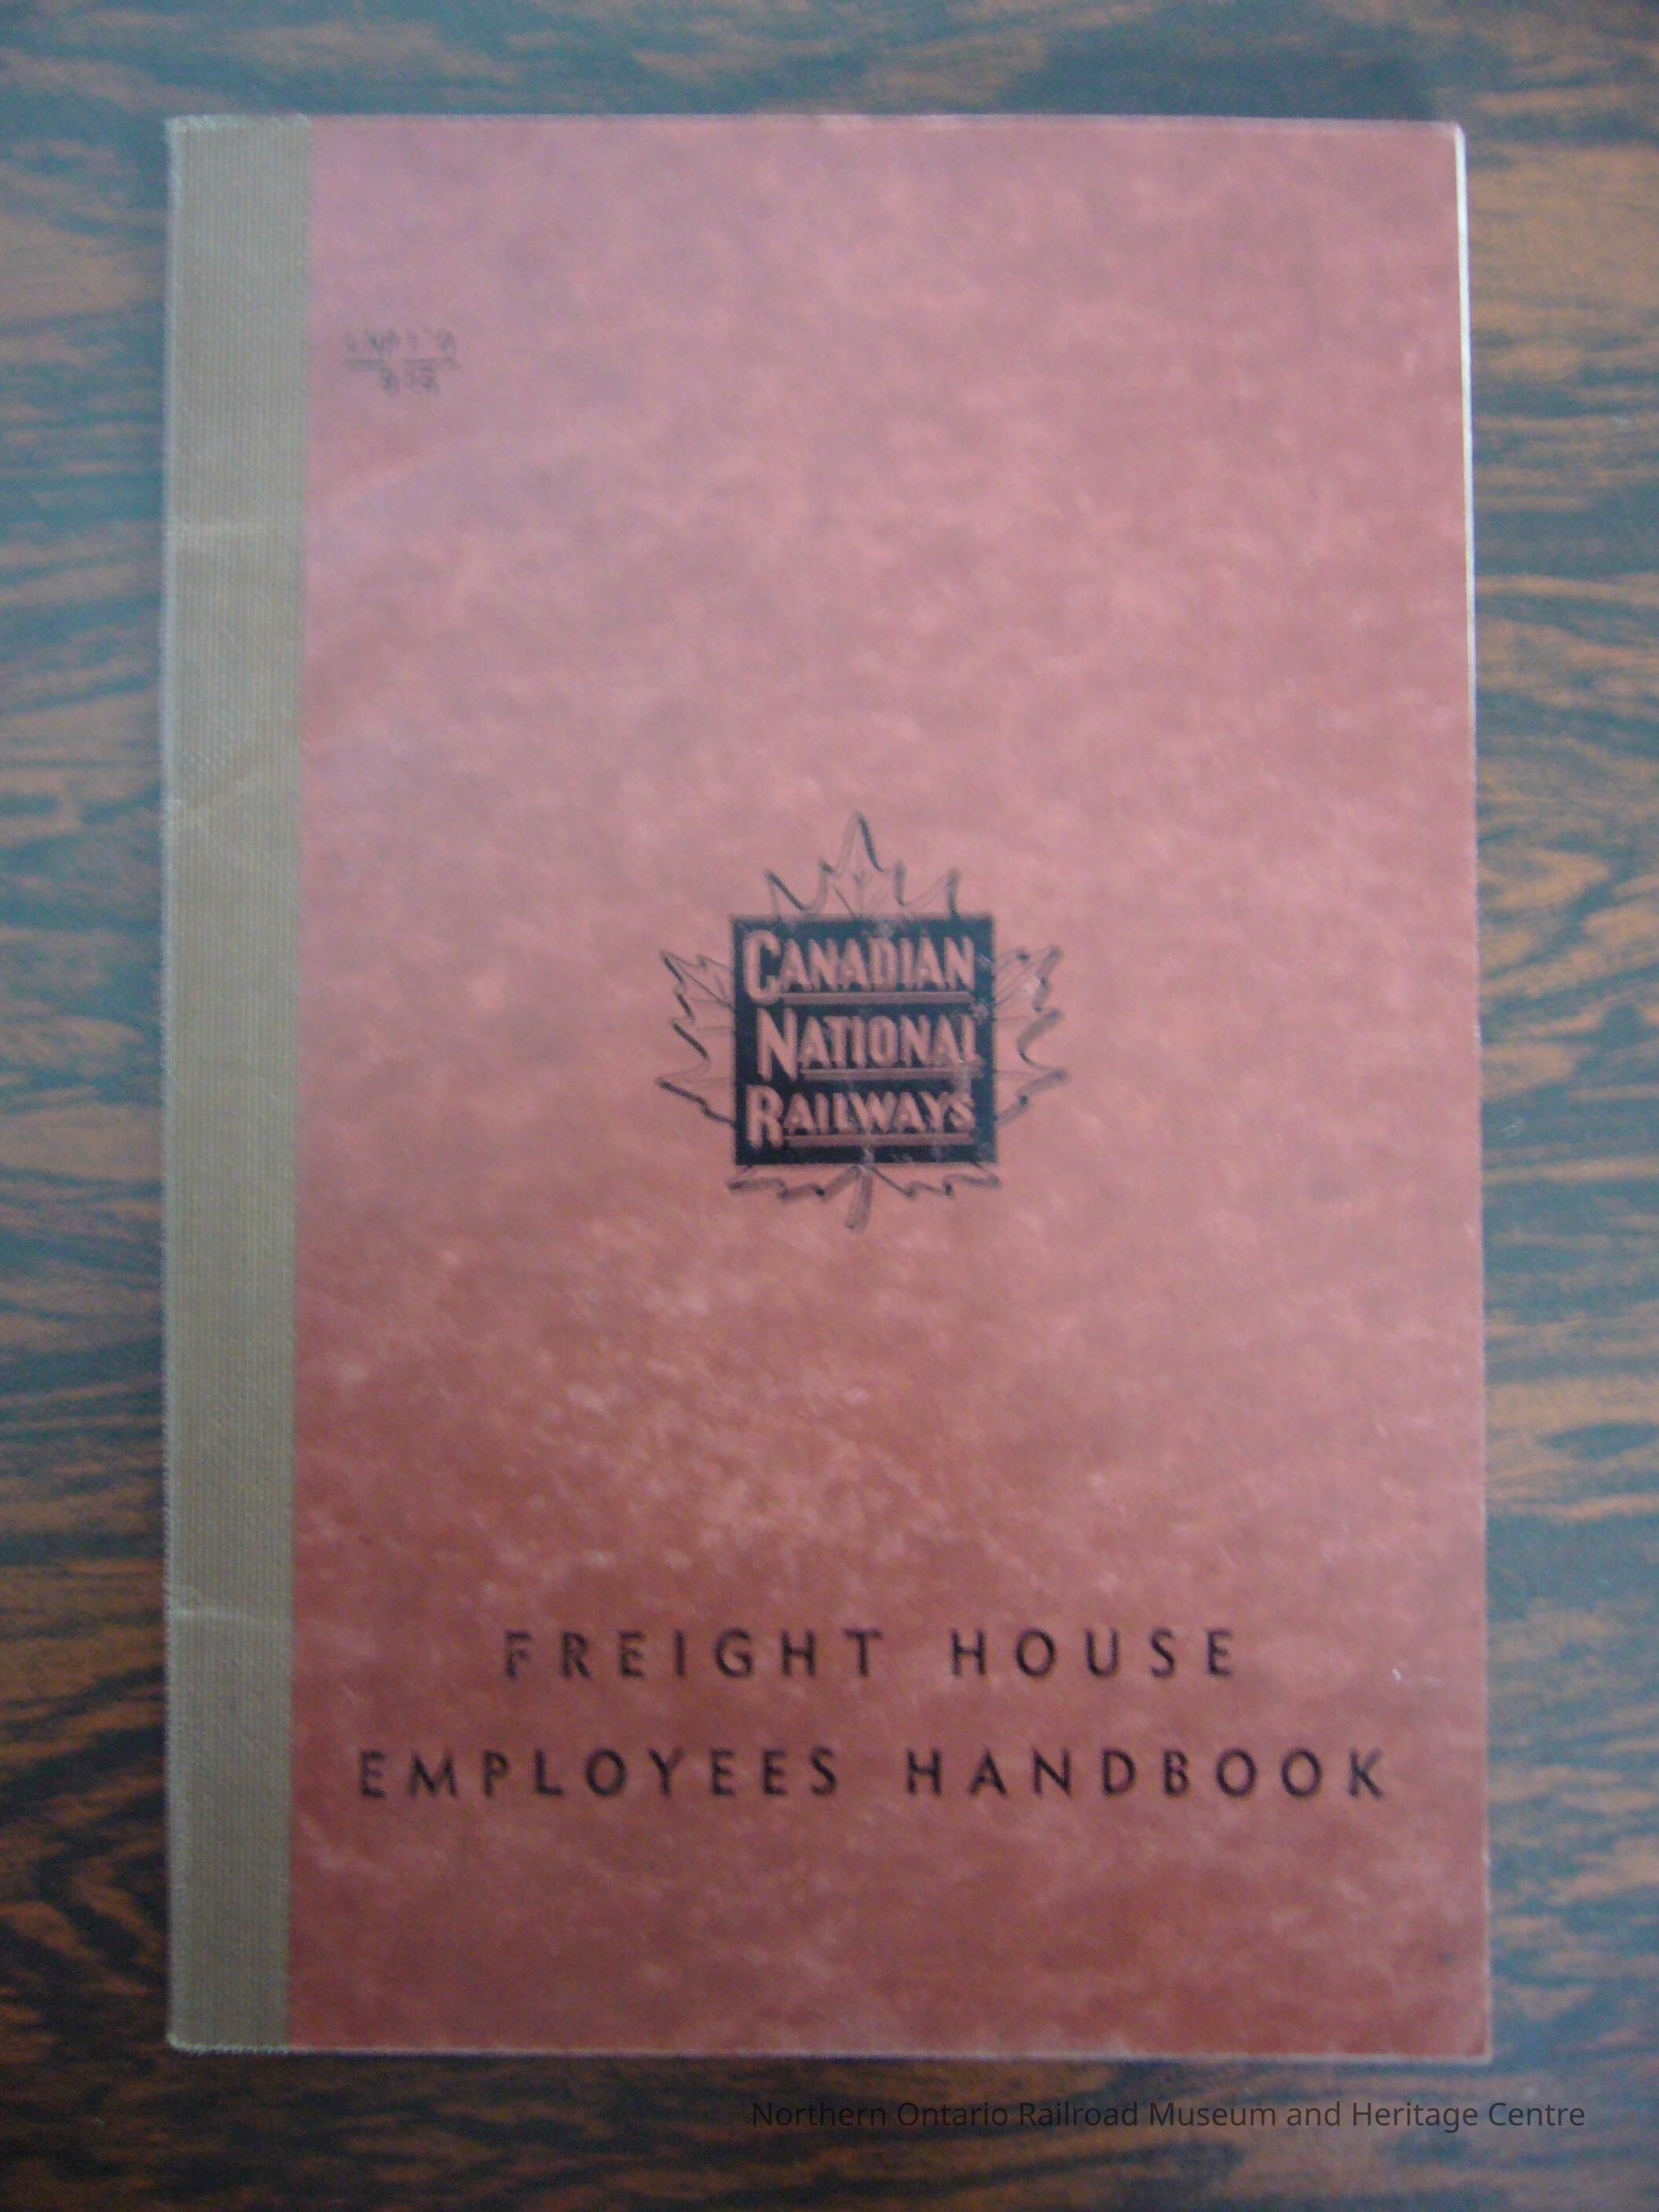 CANADIAN
NATIONAL
RAILWAYS
FREIGHT HOUSE
EMPLOYEES HANDBOOK
Northern Ontario Railroad Museum and Heritage Centre